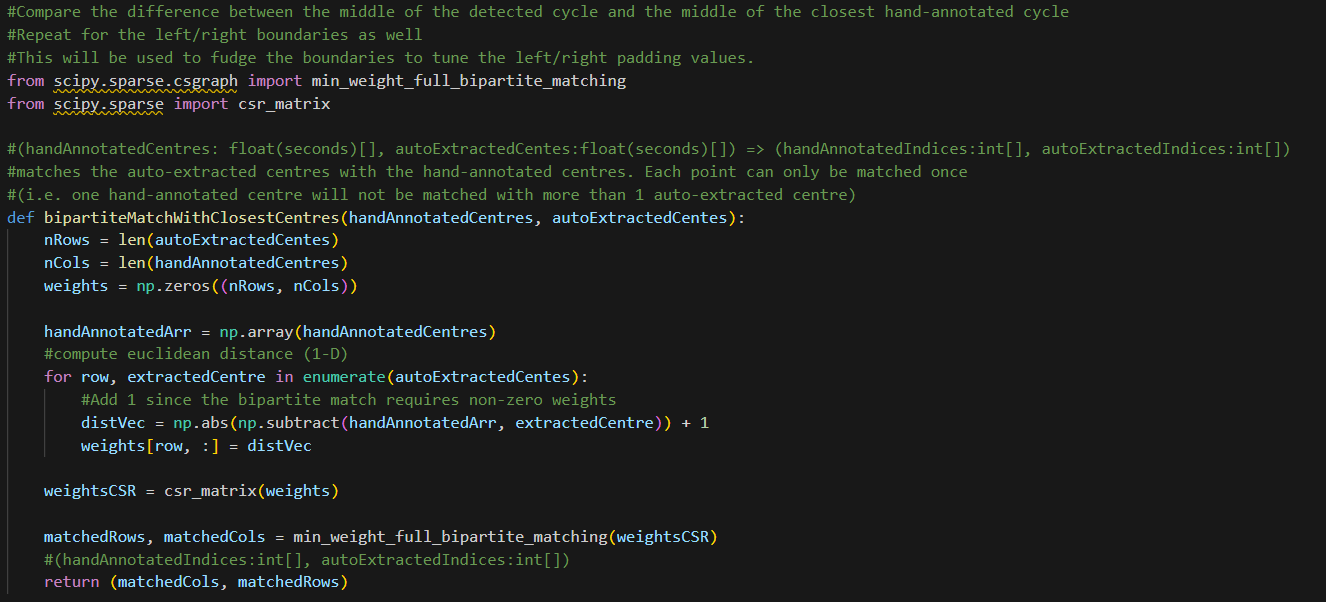 #Compare the difference between the middle of the detected cycle and the middle of the closest hand-annotated cycle
#Repeat for the left/right boundaries as well
#This will be used to fudge the boundaries to tune the left/right padding values.
from scipy.sparse.csgraph import min_weight_full_bipartite_matching
from scipy.sparse import csr_matrix

#(handAnnotatedCentres: float(seconds)[], autoExtractedCentes:float(seconds)[]) => (handAnnotatedIndices:int[], autoExtractedIndices:int[])
#matches the auto-extracted centres with the hand-annotated centres. Each point can only be matched once
#(i.e. one hand-annotated centre will not be matched with more than 1 auto-extracted centre)
def bipartiteMatchWithClosestCentres(handAnnotatedCentres, autoExtractedCentes):
    nRows = len(autoExtractedCentes)
    nCols = len(handAnnotatedCentres)
    weights = np.zeros((nRows, nCols))

    handAnnotatedArr = np.array(handAnnotatedCentres)
    #compute euclidean distance (1-D)
    for row, extractedCentre in enumerate(autoExtractedCentes):
        #Add 1 since the bipartite match requires non-zero weights
        distVec = np.abs(np.subtract(handAnnotatedArr, extractedCentre)) + 1
        weights[row, :] = distVec

    weightsCSR = csr_matrix(weights)

    matchedRows, matchedCols = min_weight_full_bipartite_matching(weightsCSR)
    #(handAnnotatedIndices:int[], autoExtractedIndices:int[])
    return (matchedCols, matchedRows)